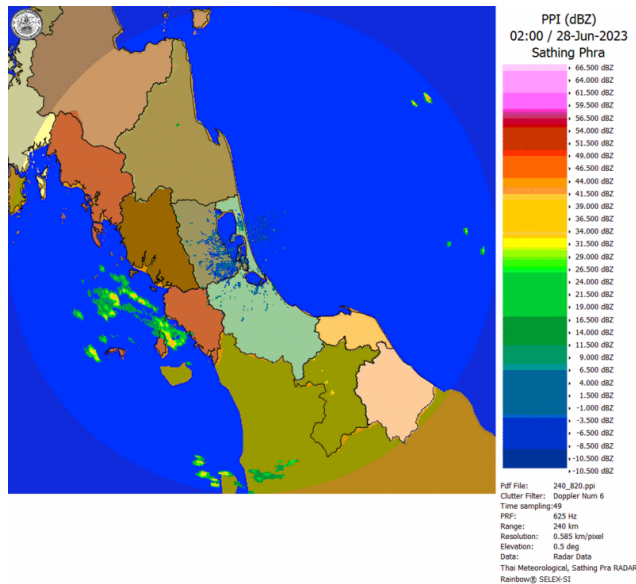 PPI (dBZ)
02:00 / 28-Jun-2023
Sathing Phra
66.500 dBZ
64.000 dBZ
61.500 dBZ
59.500 dBZ
56.500 dBZ
54.000 dBZ
51.500 dBZ
49.000 dBZ
46.500 dBZ
44.000 dBZ
41.500 dBZ
39.000 dBZ
36.500 dBZ
34.000 dBZ
31.500 dBZ
29.000 dBZ
26.500 dBZ
24.000 dBZ
21.500 dBZ
19.000 dBZ
16.500 dBZ
14.000 dBZ
11.500 dBZ
9.000 dBZ
6.500 dBZ
4.000 dBZ
1.500 dBZ
-1.000 dBZ
-3.500 dBZ
-6.500 dBZ
-8.500 dBZ
-10.500 dBZ
-10.500 dBZ
Pdf File: 240_820.ppi
Clutter Filter: Doppler Num 6
Time sampling:49
PRF: 625 Hz
Range: 240 km
Resolution: 0.585 km/pixel
Elevation: 0.5 deg
Data: Radar Data
Thai Meteorological, Sathing Pra RADAR
Rainbow® SELEX-SI